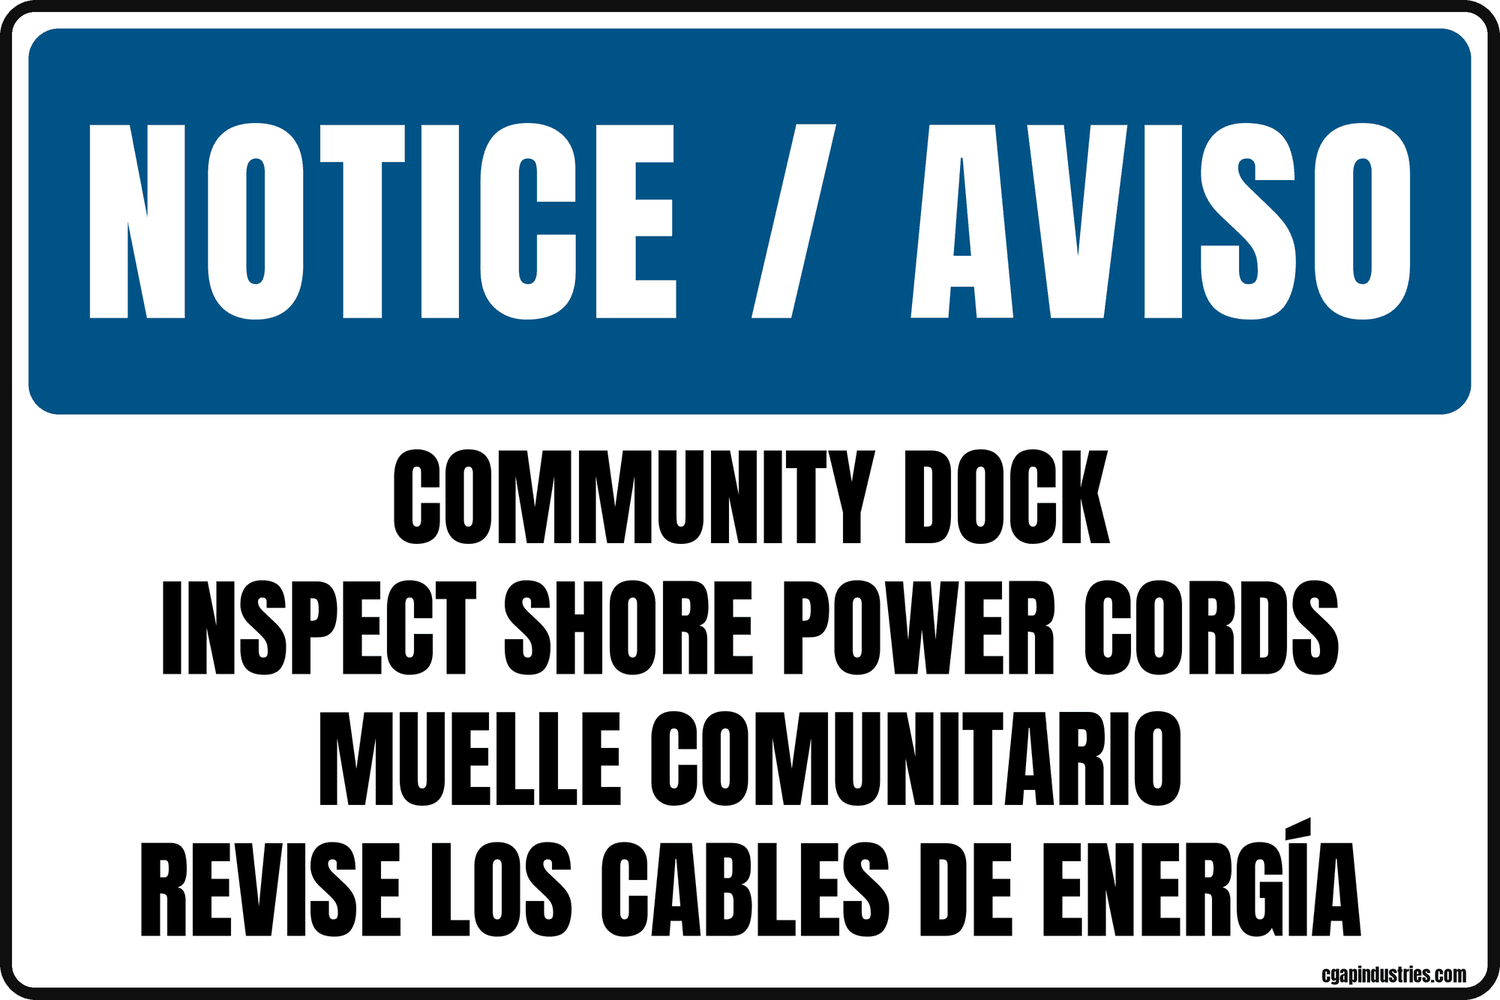 NOTICE / AVISO
COMMUNITY DOCK
INSPECT SHORE POWER CORDS
MUELLE COMUNITARIO
REVISE LOS CABLES DE ENERGÍA
cgapindustries.com